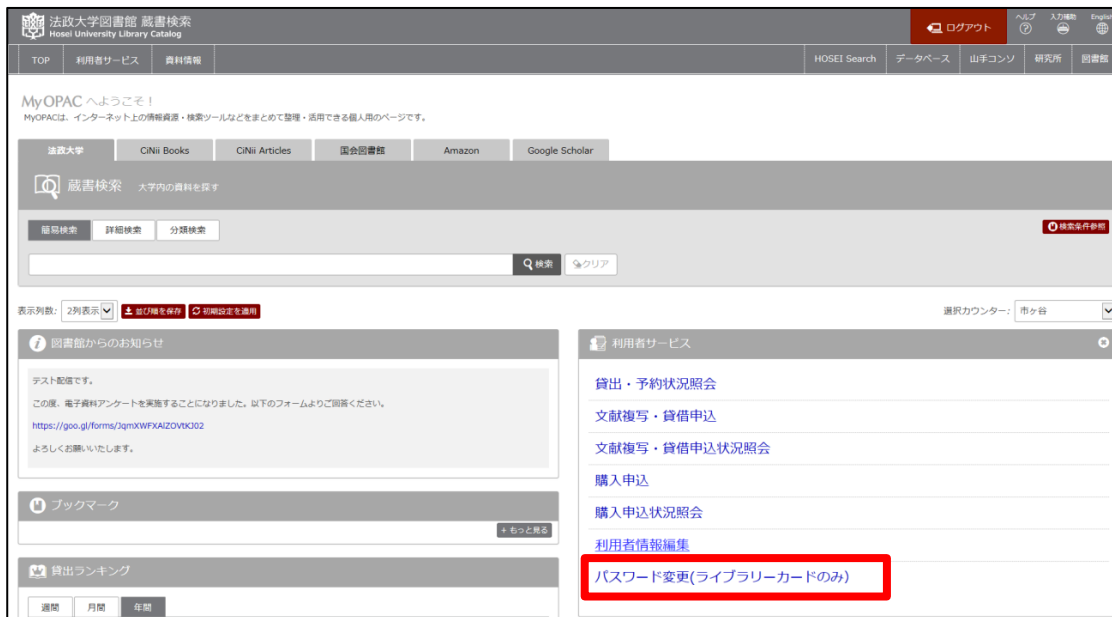 法政大学図書館 蔵書検索
Hosei University Library Catalog
ログアウト
ヘルプ
入力補助
English
TOP
利用者サービス
資料情報
HOSEI Search
データベース
山手コンソ
研究所
図書館
My OPAC へようこそ！
MyOPACは、インターネット上の情報資源・検索ツールなどをまとめて整理・活用できる個人用のページです。
法政大学
CiNii Books
CiNii Articles
国会図書館
Amazon
Google Scholar
蔵書検索 大学内の資料を探す
簡易検索
詳細検索
分類検索
検索条件参照
検索
クリア
表示列数: 2列表示
並び順を保存
初期設定を適用
選択カウンター: 市ヶ谷
図書館からのお知らせ
テスト配信です。
この度、電子資料アンケートを実施することになりました。以下のフォームよりご回答ください。
https://goo.gl/forms/JqmXWFXAlZOVtKJ02
よろしくお願いいたします。
ブックマーク
+ もっと見る
貸出ランキング
週間
月間
年間
利用者サービス
貸出・予約状況照会
文献複写・貸借申込
文献複写・貸借申込状況照会
購入申込
購入申込状況照会
利用者情報編集
パスワード変更(ライブラリーカードのみ)